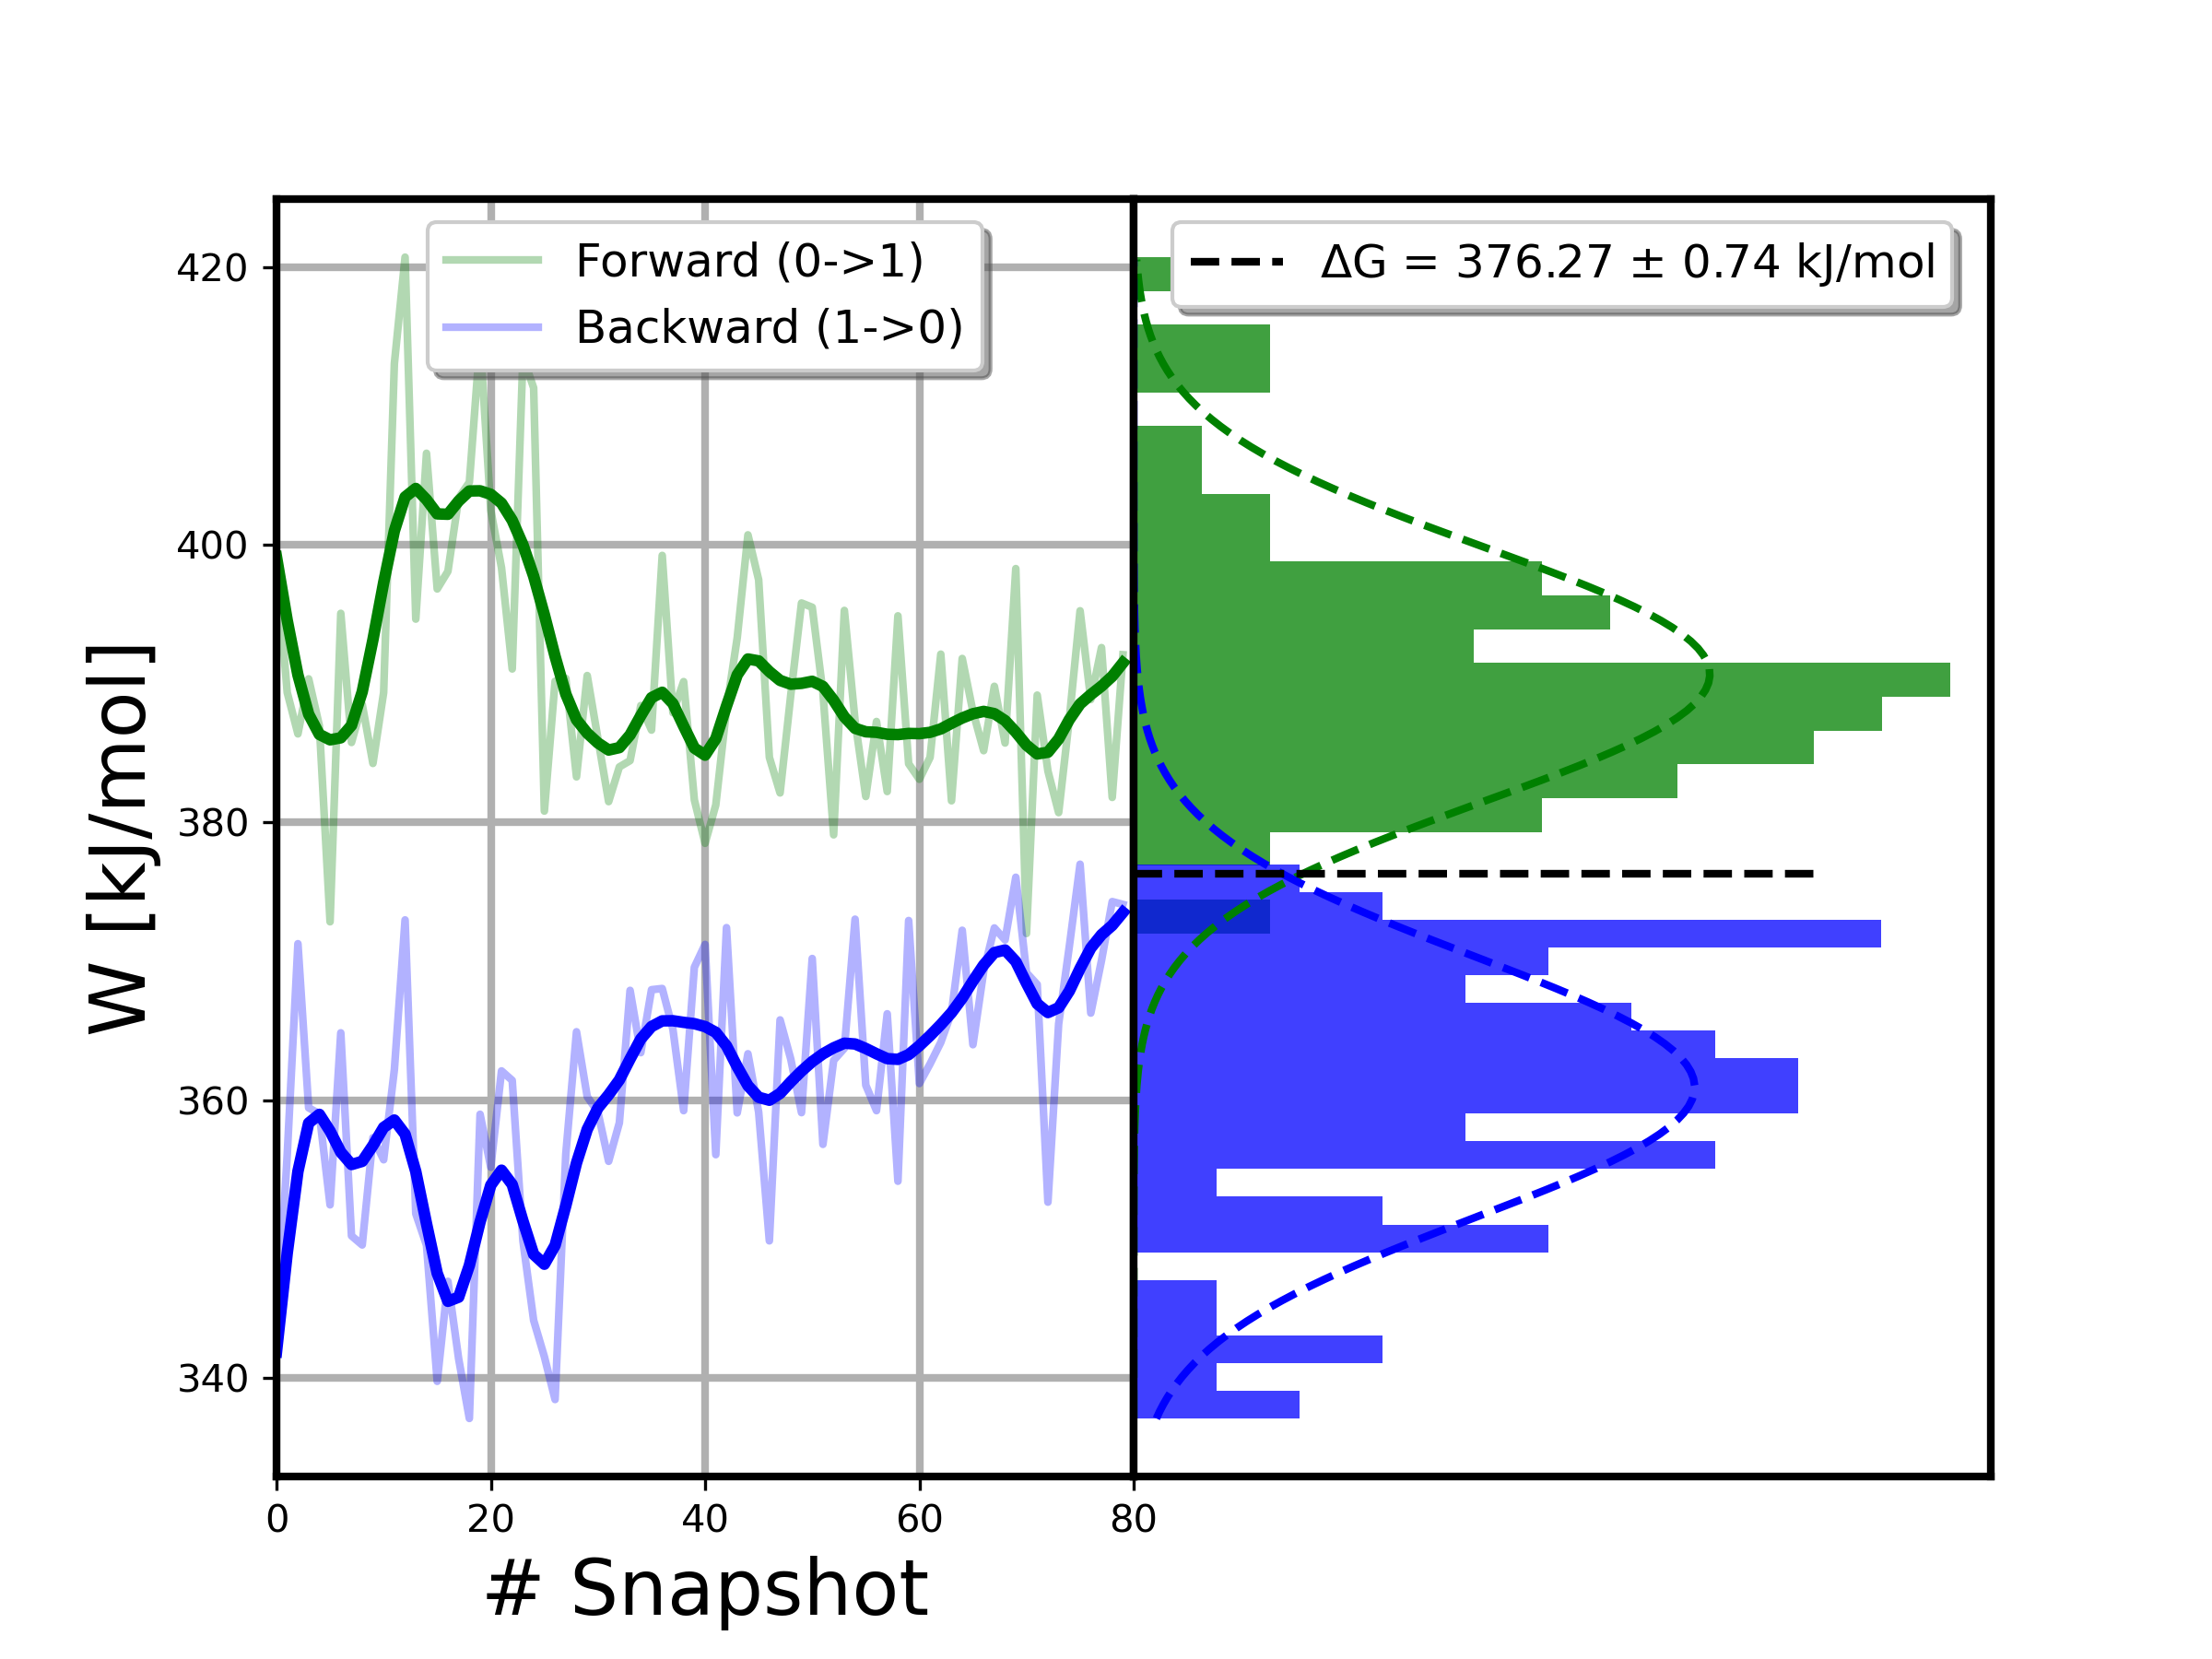 Forward (0->1)
Backward (1->0)
ΔG = 376.27 ± 0.74 kJ/mol
420
400
380
360
340
W [kJ/mol]
0 20 40 60 80
# Snapshot